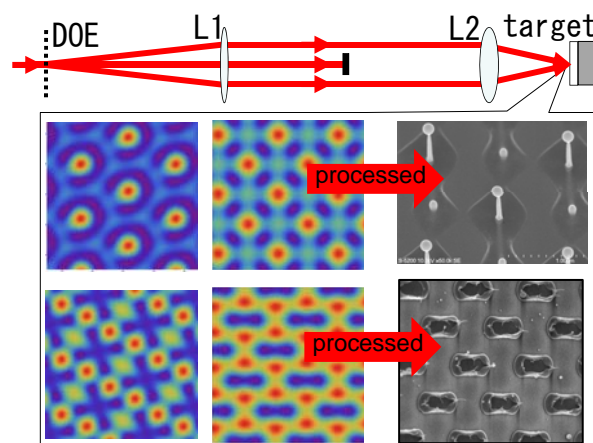 DOE
L1
L2
target
processed
processed